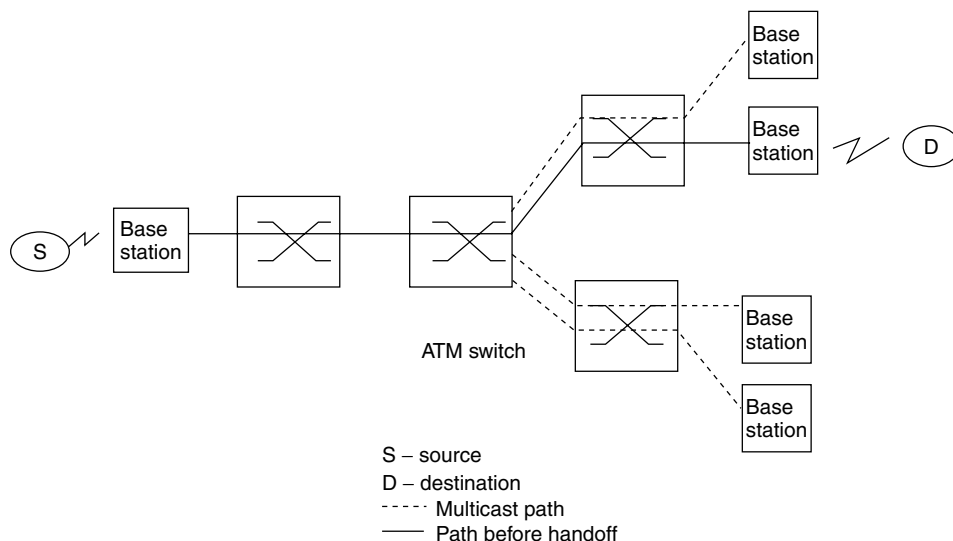 Base
station
Base
station
D
S
Base
station
ATM switch
Base
station
Base
station
S – source
D – destination
Multicast path
Path before handoff